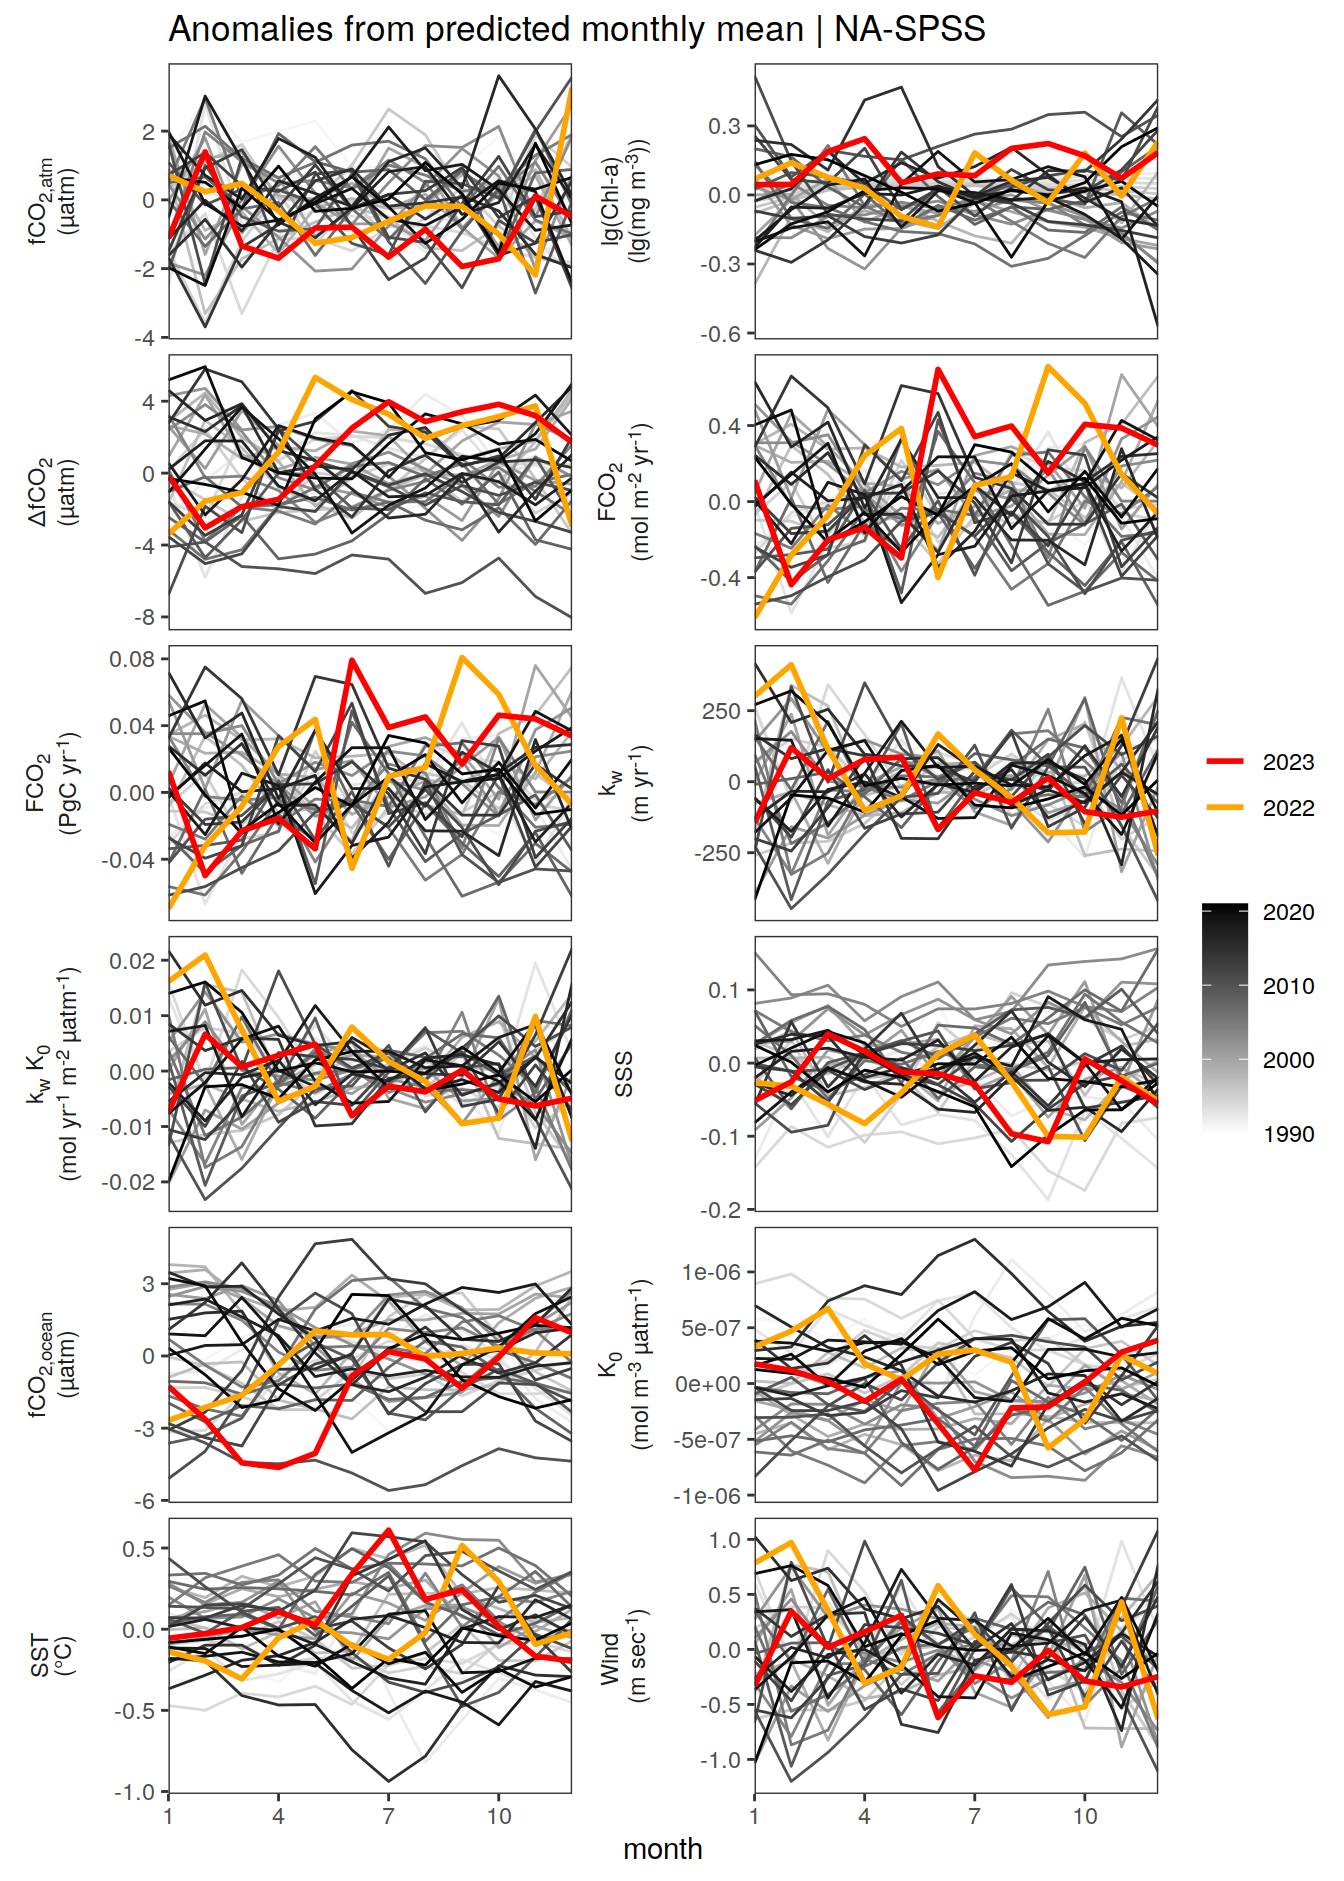 Anomalies from predicted monthly mean | NA-SPSS
fCO2,atm
(µatm)
2
0
-2
-4
lg(Chl-a)
(lg(mg m-3))
0.3
0.0
-0.3
-0.6
ΔfCO2
(µatm)
4
0
-4
-8
FCO2
(mol m-2 yr-1)
0.4
0.0
-0.4
FCO2
(PgC yr-1)
0.08
0.04
0.00
-0.04
kw
(m yr-1)
250
0
-250
kw K0
(mol yr-1 m-2 µatm-1)
0.02
0.01
0.00
-0.01
-0.02
SSS
0.1
0.0
-0.1
-0.2
fCO2,ocean
(µatm)
3
0
-3
-6
K0
(mol m-3 µatm-1)
1e-06
5e-07
0e+00
-5e-07
-1e-06
SST
(°C)
0.5
0.0
-0.5
-1.0
Wind
(m sec-1)
1.0
0.5
0.0
-0.5
-1.0
1 4 7 10
1 4 7 10
month
2023
2022
2020
2010
2000
1990